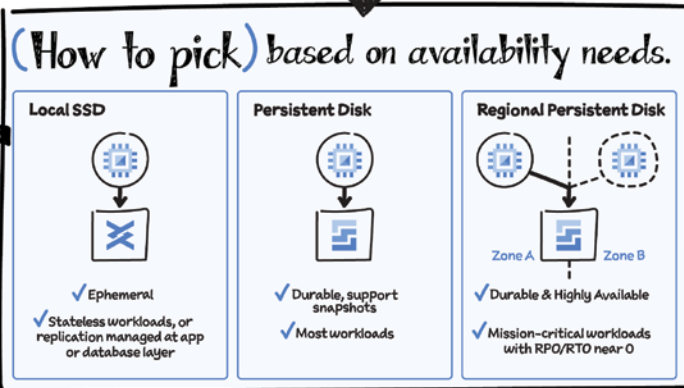 (How to pick) based on availability needs.
Local SSD
✓Ephemeral
✓Stateless workloads, or
replication managed at app
or database layer
Persistent Disk
✓Durable, support
snapshots
✓Most workloads
Regional Persistent Disk
Zone A
Zone B
✓Durable & Highly Available
✓Mission-critical workloads
with RPO/RTO near 0